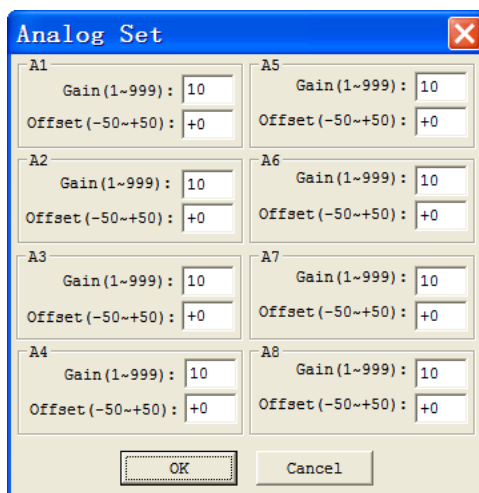 Analog Set
A1
Gain(1~999): 10
Offset(-50~+50): +0
A2
Gain(1~999): 10
Offset(-50~+50): +0
A3
Gain(1~999): 10
Offset(-50~+50): +0
A4
Gain(1~999): 10
Offset(-50~+50): +0
A5
Gain(1~999): 10
Offset(-50~+50): +0
A6
Gain(1~999): 10
Offset(-50~+50): +0
A7
Gain(1~999): 10
Offset(-50~+50): +0
A8
Gain(1~999): 10
Offset(-50~+50): +0
OK
Cancel